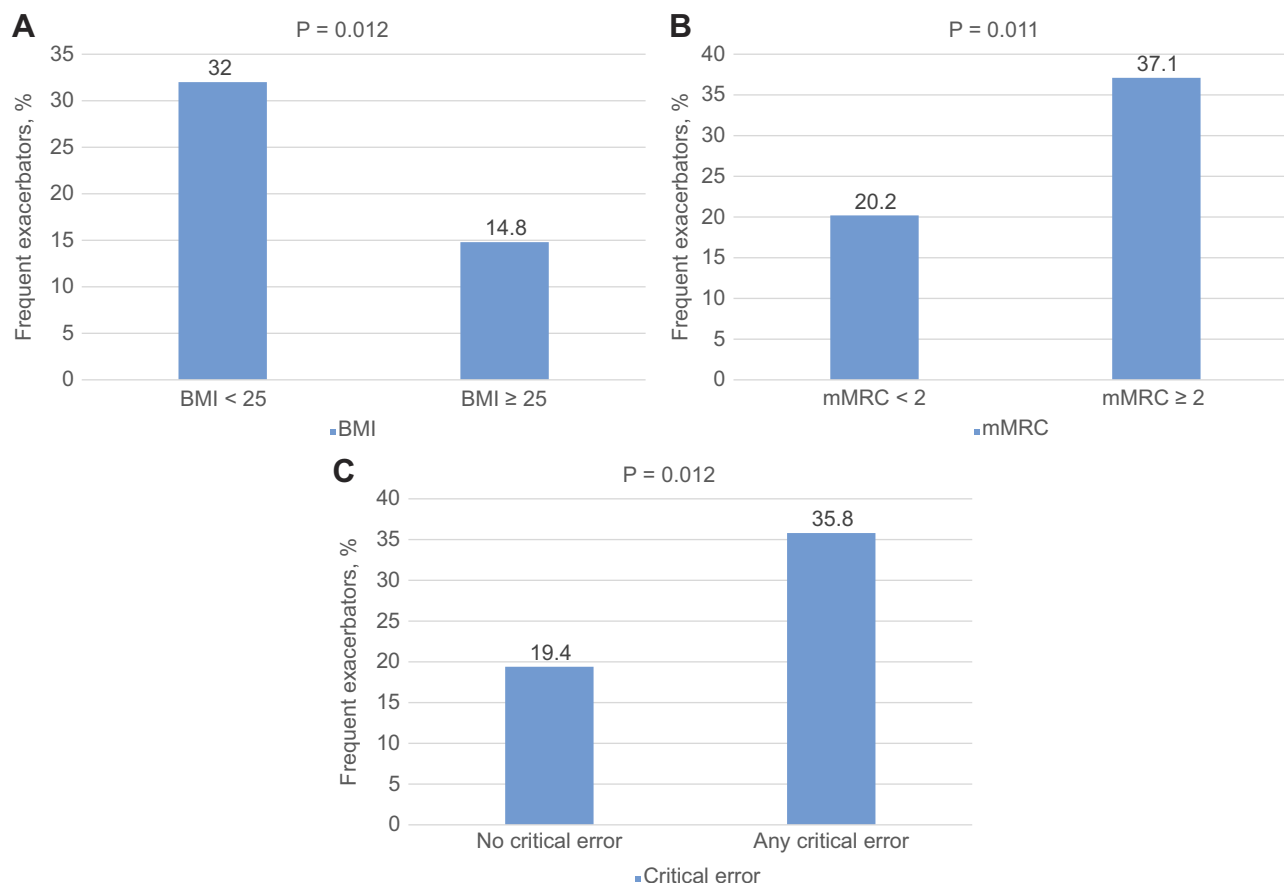 A
P = 0.012
Frequent exacerbators, %
35
30
25
20
15
10
5
0
32
14.8
BMI < 25
BMI ≥ 25
BMI
B
P = 0.011
Frequent exacerbators, %
40
35
30
25
20
15
10
5
0
20.2
37.1
mMRC < 2
mMRC ≥ 2
mMRC
C
P = 0.012
Frequent exacerbators, %
40
35
30
25
20
15
10
5
0
19.4
35.8
No critical error
Any critical error
Critical error